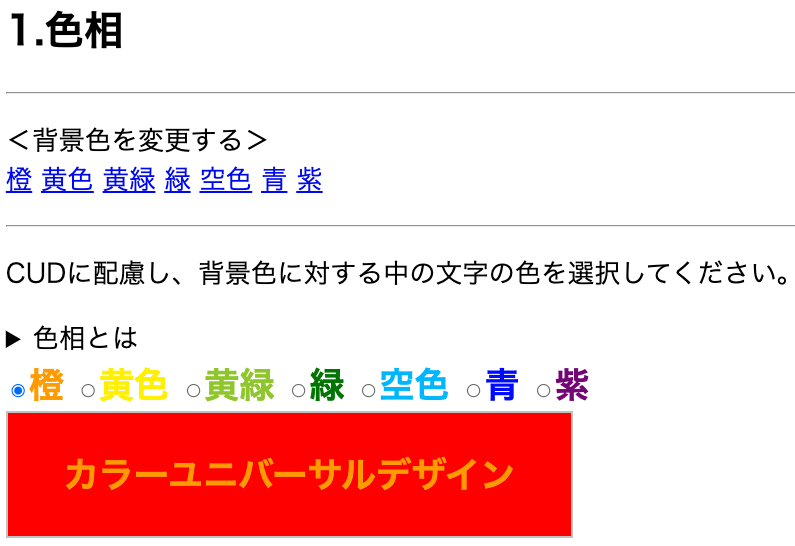 1.色相
＜背景色を変更する＞
橙 黄色 黄緑 緑 空色 青 紫
CUDに配慮し、背景色に対する中の文字の色を選択してください。
▶ 色相とは
橙 黄色 黄緑 緑 空色 青 紫
カラーユニバーサルデザイン